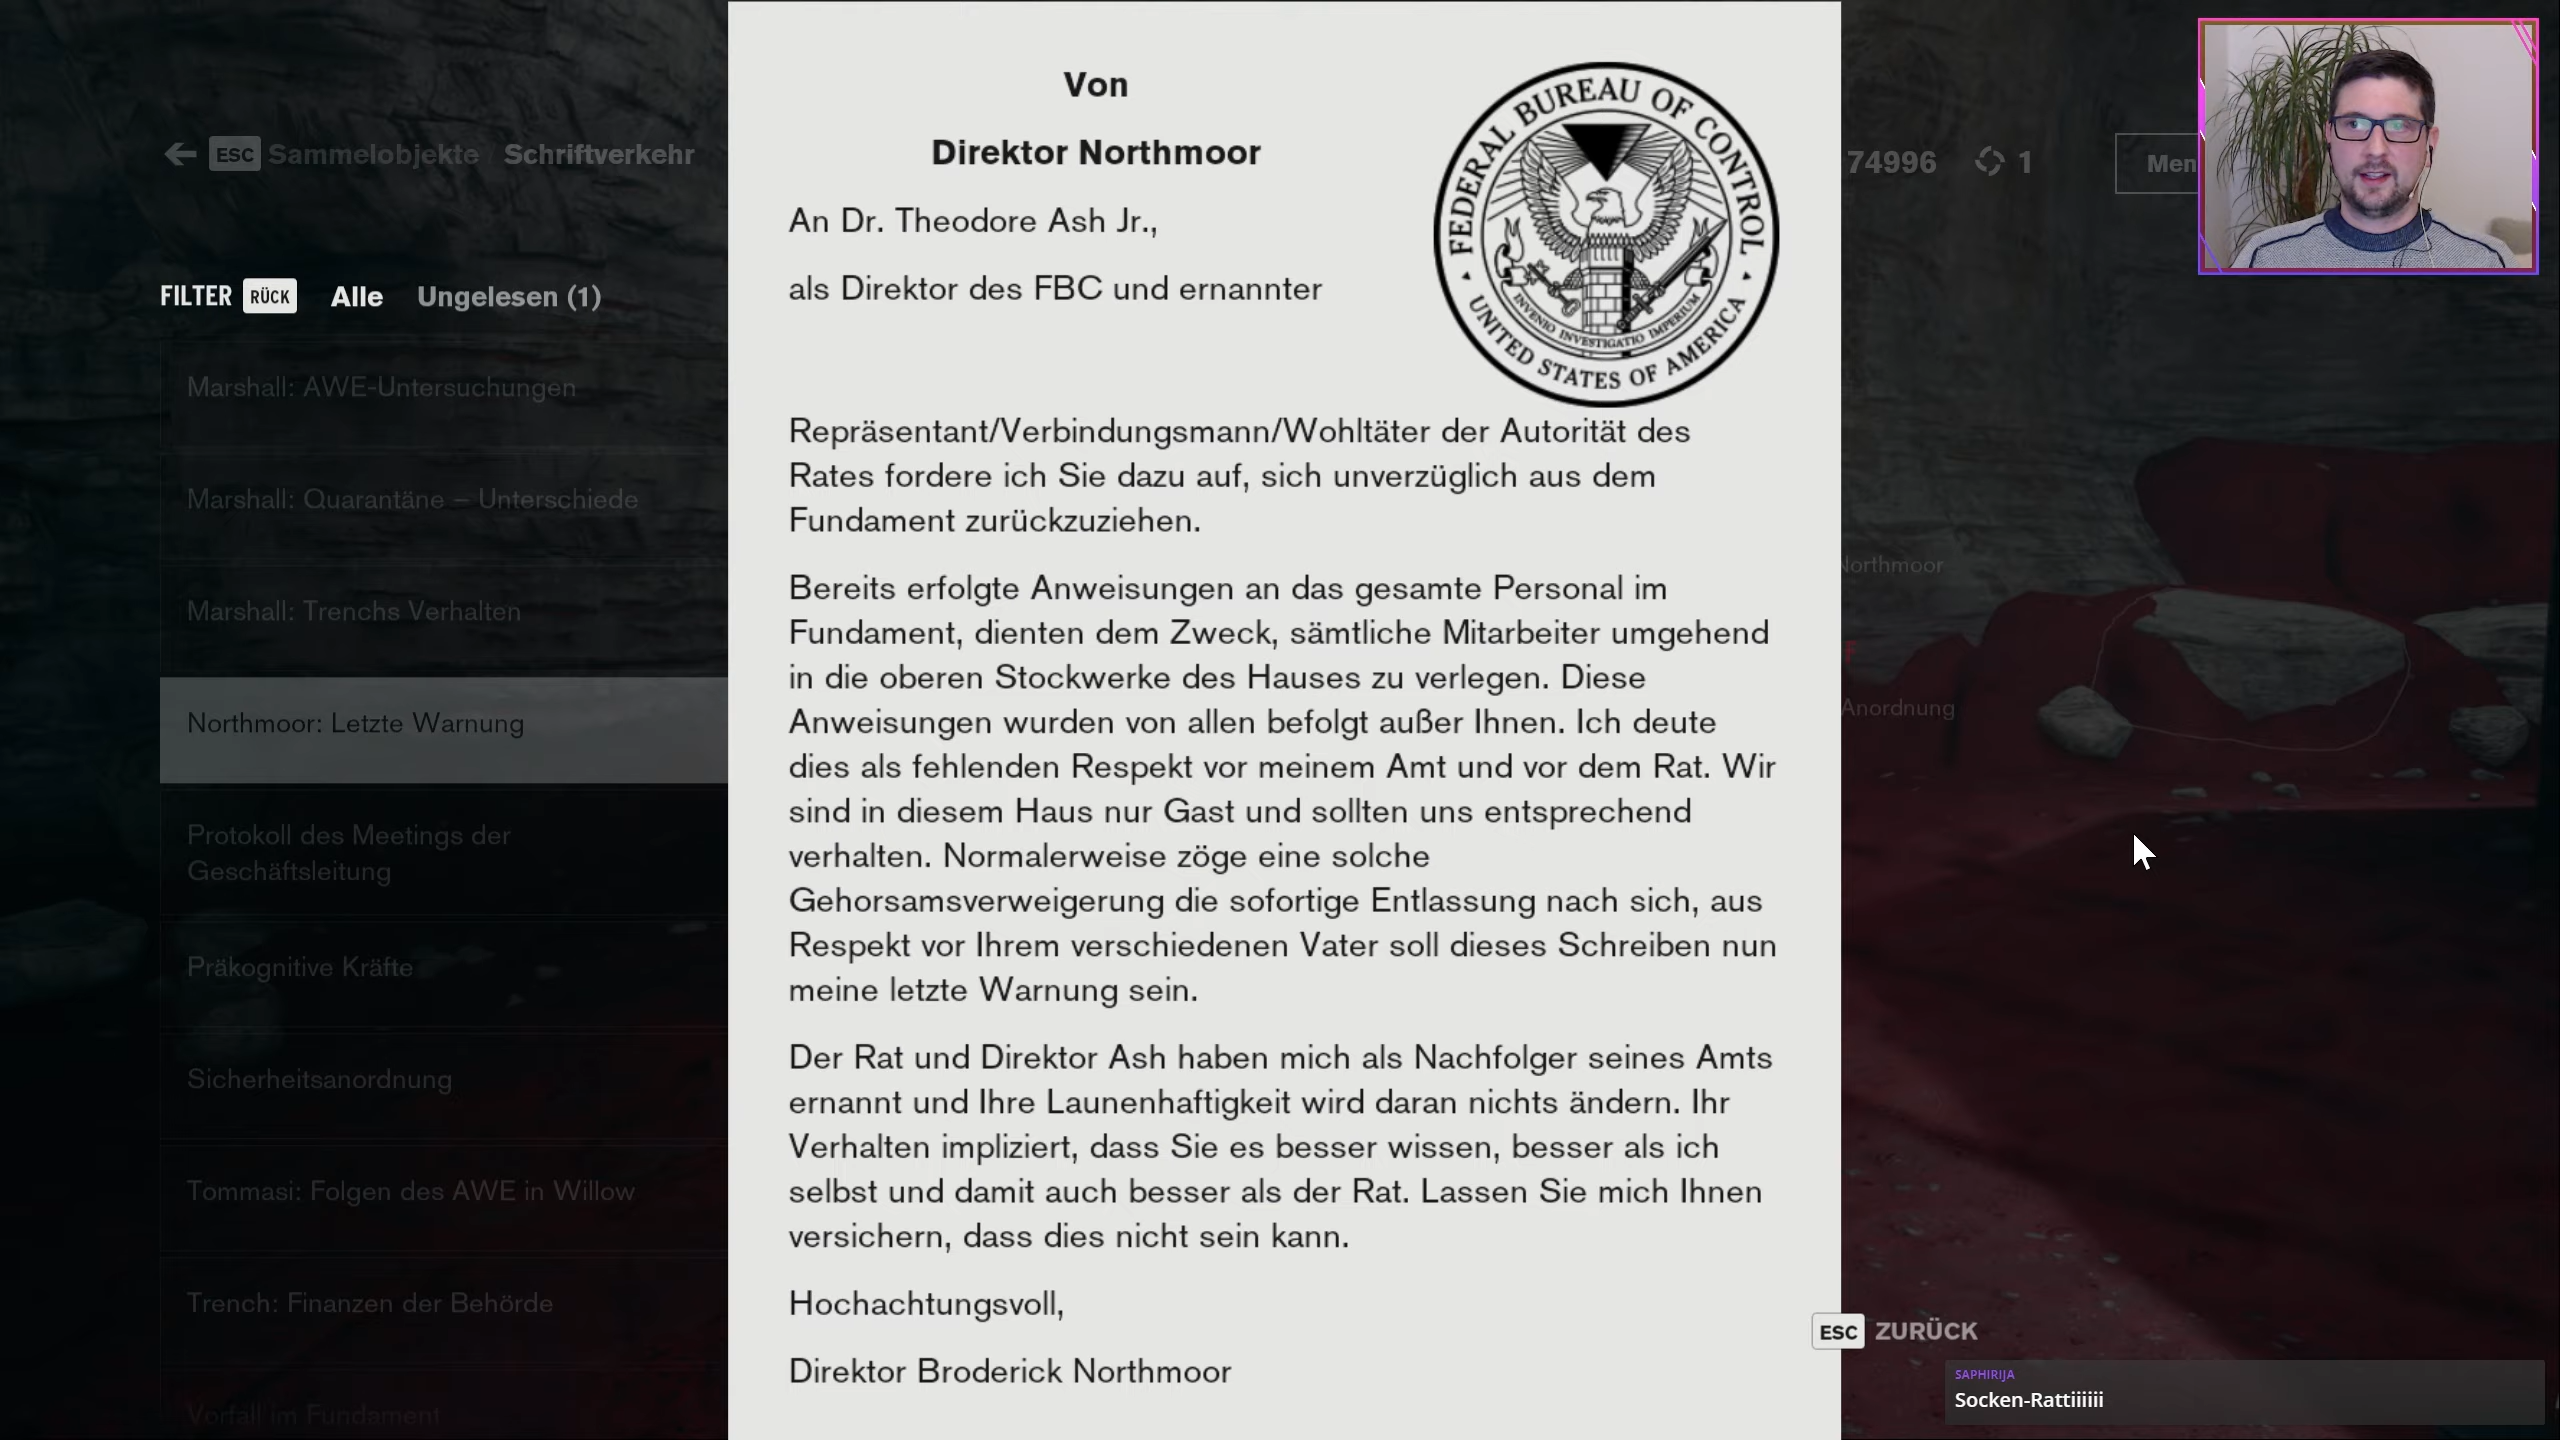 ESC Sammelobjekte Schriftverkehr
FILTER RÜCK Alle Ungelesen (1)
Marshall: AWE-Untersuchungen
Marshall: Quarantäne – Unterschiede
Marshall: Trenchs Verhalten
Northmoor: Letzte Warnung
Protokoll des Meetings der
Geschäftsleitung
Präkognitive Kräfte
Sicherheitsanordnung
Tommasi: Folgen des AWE in Willow
Trench: Finanzen der Behörde
Vorfall im Fundament
Von
Direktor Northmoor
An Dr. Theodore Ash Jr.,
als Direktor des FBC und ernannter
FEDERAL BUREAU OF CONTROL
UNITED STATES OF AMERICA
INVENIO INVESTIGATIO IMPERIUM
Repräsentant/Verbindungsmann/Wohltäter der Autorität des
Rates fordere ich Sie dazu auf, sich unverzüglich aus dem
Fundament zurückzuziehen.
Bereits erfolgte Anweisungen an das gesamte Personal im
Fundament, dienten dem Zweck, sämtliche Mitarbeiter umgehend
in die oberen Stockwerke des Hauses zu verlegen. Diese
Anweisungen wurden von allen befolgt außer Ihnen. Ich deute
dies als fehlenden Respekt vor meinem Amt und vor dem Rat. Wir
sind in diesem Haus nur Gast und sollten uns entsprechend
verhalten. Normalerweise zöge eine solche
Gehorsamsverweigerung die sofortige Entlassung nach sich, aus
Respekt vor Ihrem verschiedenen Vater soll dieses Schreiben nun
meine letzte Warnung sein.
Der Rat und Direktor Ash haben mich als Nachfolger seines Amts
ernannt und Ihre Launenhaftigkeit wird daran nichts ändern. Ihr
Verhalten impliziert, dass Sie es besser wissen, besser als ich
selbst und damit auch besser als der Rat. Lassen Sie mich Ihnen
versichern, dass dies nicht sein kann.
Hochachtungsvoll,
Direktor Broderick Northmoor
74996 1
Men
Northmoor
F
Anordnung
ESC ZURÜCK
SAPHIRIJA
Socken-Rattiiiiii